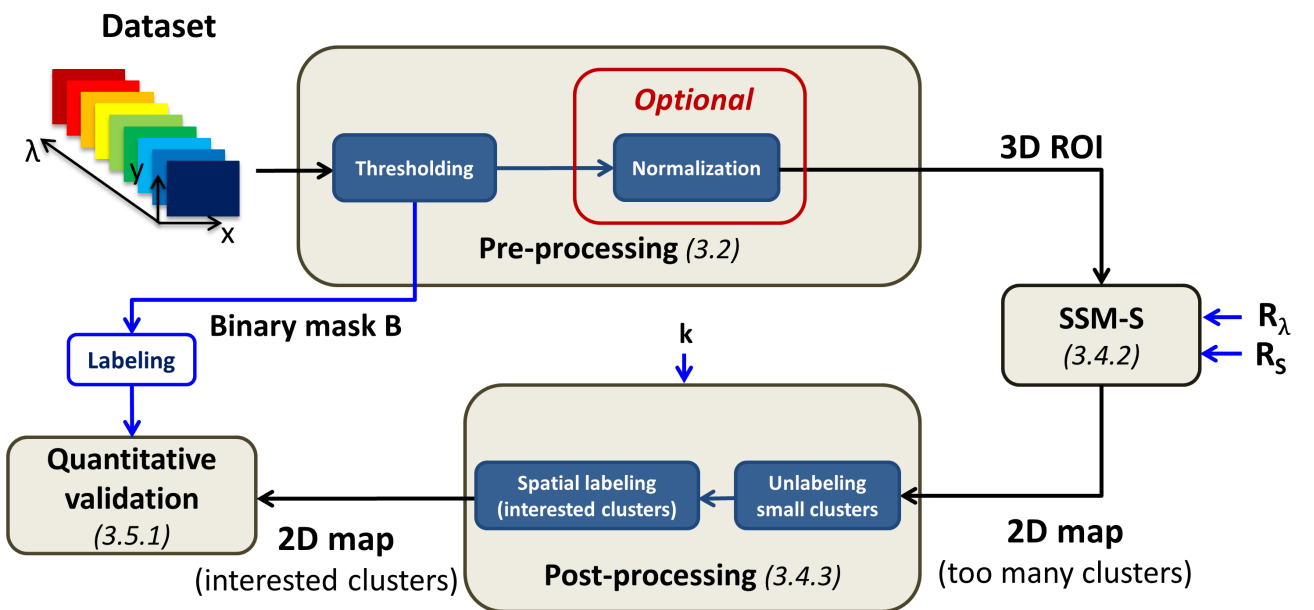 Dataset
λ
y
x
Optional
Thresholding
Normalization
Pre-processing (3.2)
3D ROI
Binary mask B
Labeling
k
SSM-S
(3.4.2)
Rλ
RS
Quantitative
validation
(3.5.1)
Spatial labeling
(interested clusters)
Unlabeling
small clusters
Post-processing (3.4.3)
2D map
(interested clusters)
2D map
(too many clusters)